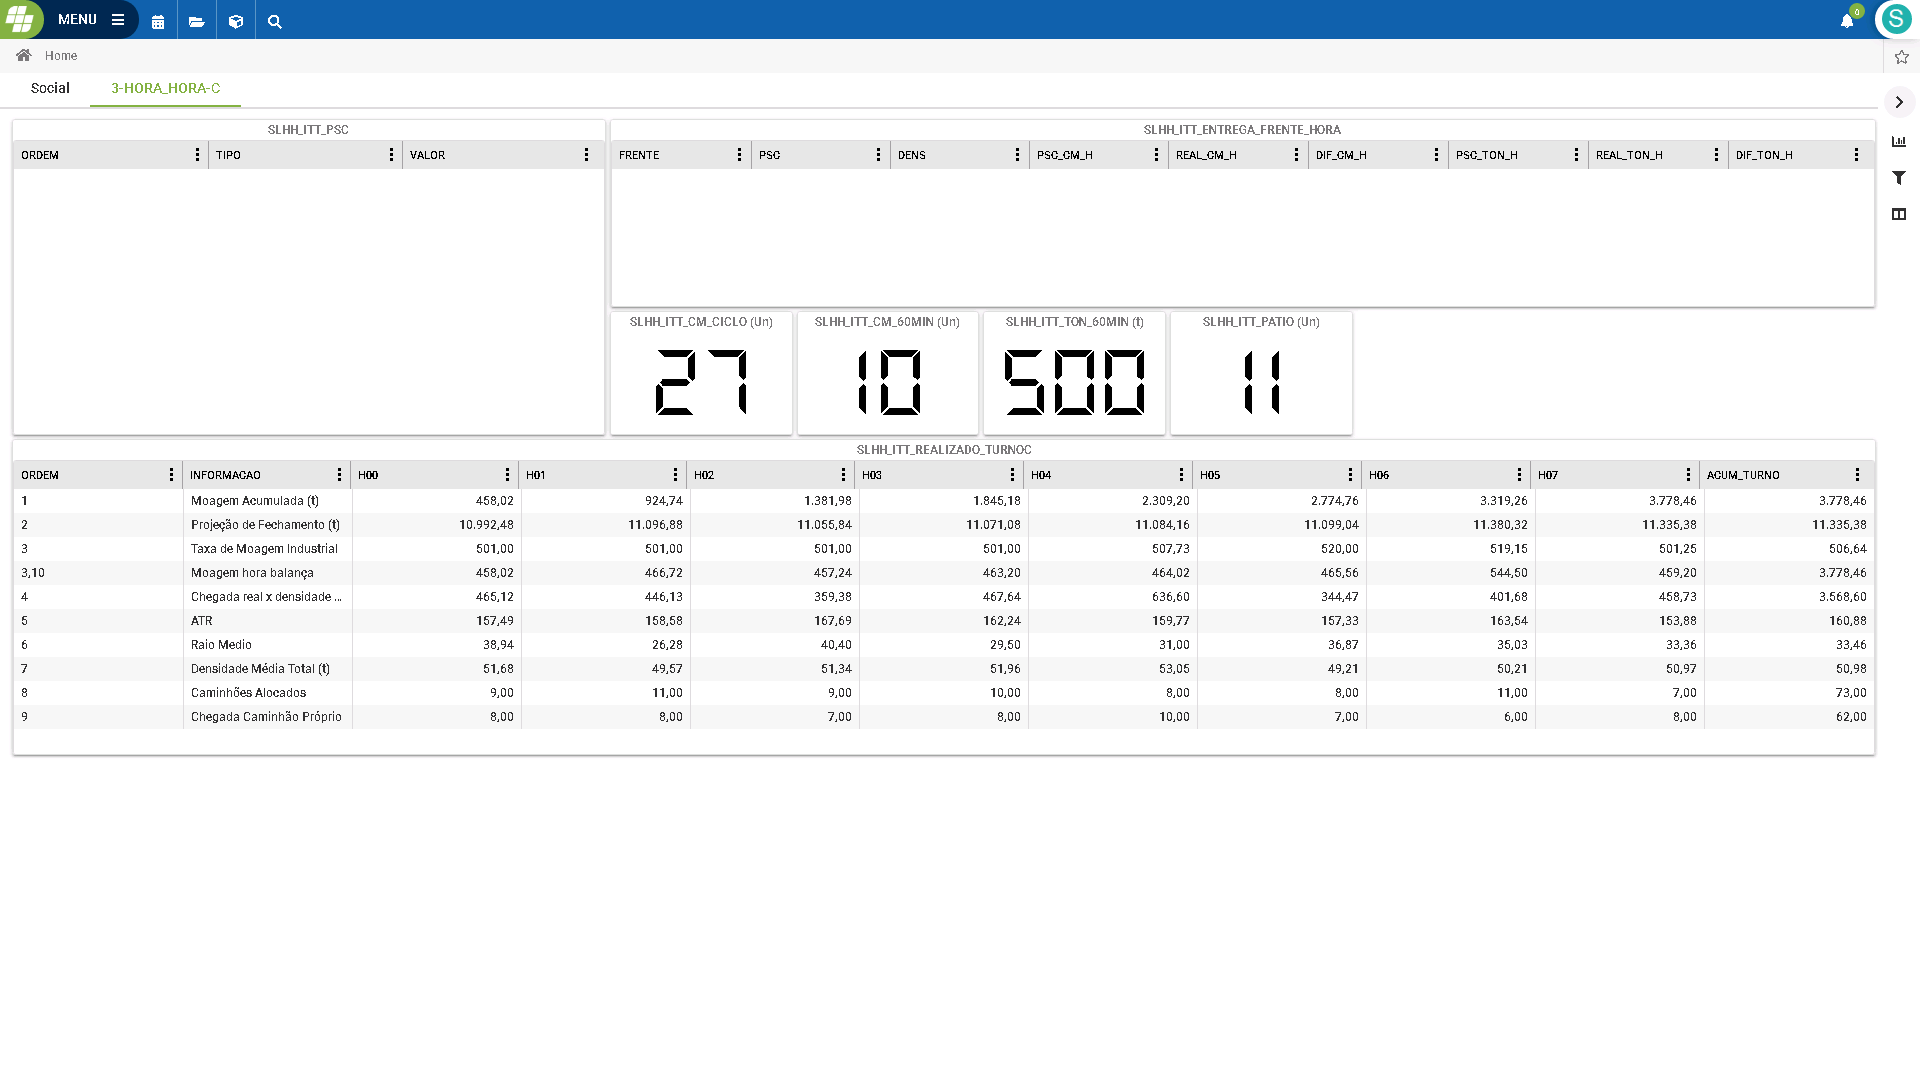 MENU
0
S
Home
Social 3-HORA_HORA-C
SLHH_ITT_PSC
ORDEM TIPO VALOR
SLHH_ITT_ENTREGA_FRENTE_HORA
FRENTE PSC DENS PSC_CM_H REAL_CM_H DIF_CM_H PSC_TON_H REAL_TON_H DIF_TON_H
SLHH_ITT_CM_CICLO (Un) SLHH_ITT_CM_60MIN (Un) SLHH_ITT_TON_60MIN (t) SLHH_ITT_PATIO (Un)
27 10 500 11
SLHH_ITT_REALIZADO_TURNOC
ORDEM INFORMACAO H00 H01 H02 H03 H04 H05 H06 H07 ACUM_TURNO
1 Moagem Acumulada (t) 458,02 924,74 1.381,98 1.845,18 2.309,20 2.774,76 3.319,26 3.778,46 3.778,46
2 Projeção de Fechamento (t) 10.992,48 11.096,88 11.055,84 11.071,08 11.084,16 11.099,04 11.380,32 11.335,38 11.335,38
3 Taxa de Moagem Industrial 501,00 501,00 501,00 501,00 507,73 520,00 519,15 501,25 506,64
3,10 Moagem hora balança 458,02 466,72 457,24 463,20 464,02 465,56 544,50 459,20 3.778,46
4 Chegada real x densidade ... 465,12 446,13 359,38 467,64 636,60 344,47 401,68 458,73 3.568,60
5 ATR 157,49 158,58 167,69 162,24 159,77 157,33 163,54 153,88 160,88
6 Raio Medio 38,94 26,28 40,40 29,50 31,00 36,87 35,03 33,36 33,46
7 Densidade Média Total (t) 51,68 49,57 51,34 51,96 53,05 49,21 50,21 50,97 50,98
8 Caminhões Alocados 9,00 11,00 9,00 10,00 8,00 8,00 11,00 7,00 73,00
9 Chegada Caminhão Próprio 8,00 8,00 7,00 8,00 10,00 7,00 6,00 8,00 62,00